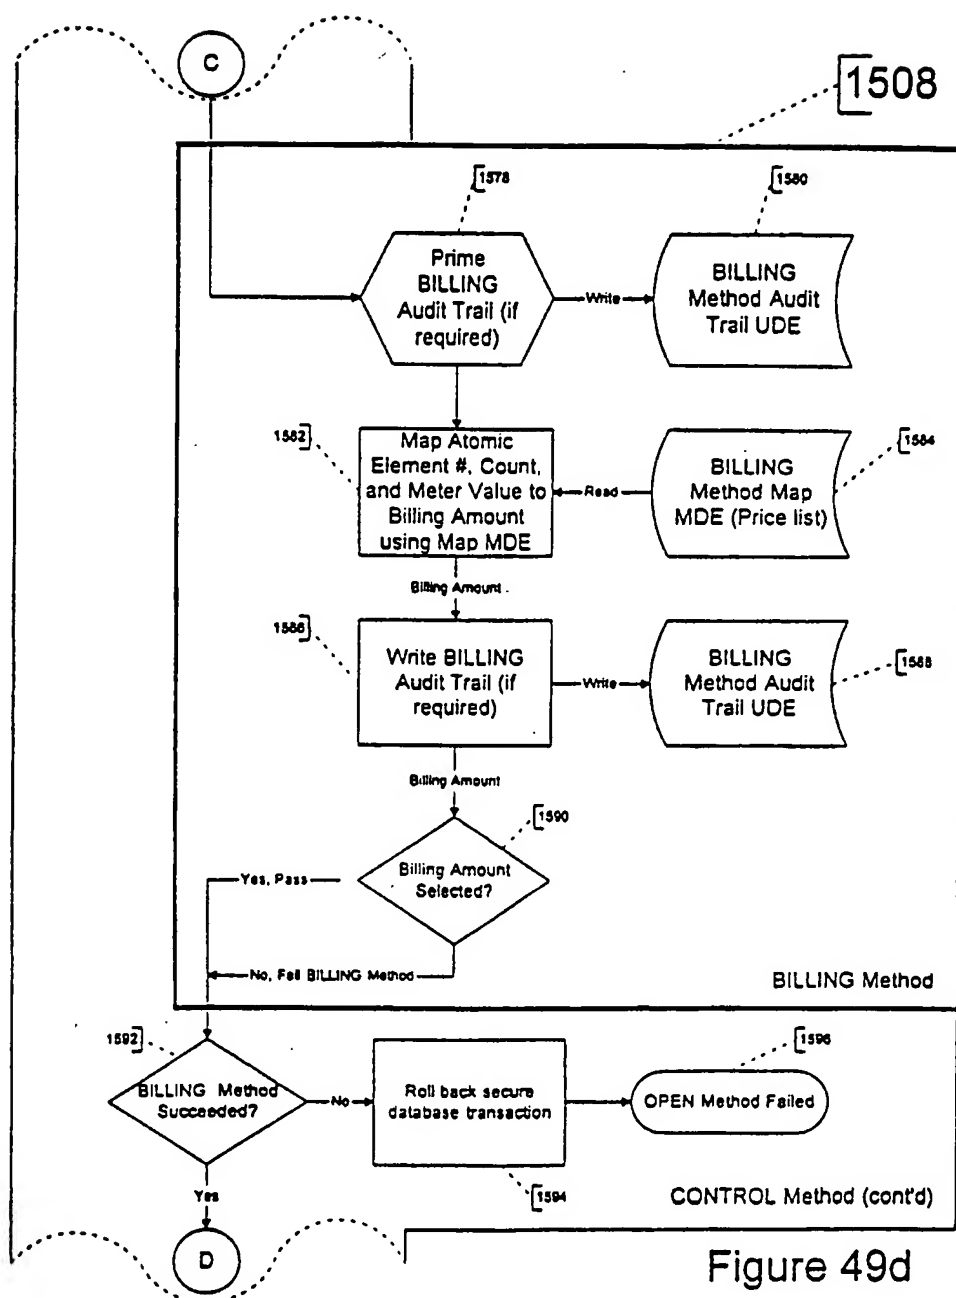 C
1508
1578
1580
Prime
BILLING
Audit Trail (if
required)
Write
BILLING
Method Audit
Trail UDE
1582
Map Atomic
Element #, Count,
and Meter Value to
Billing Amount
using Map MDE
Read
BILLING
Method Map
MDE (Price list)
1584
Billing Amount
1586
Write BILLING
Audit Trail (if
required)
Write
BILLING
Method Audit
Trail UDE
1588
Billing Amount
1590
Billing Amount
Selected?
Yes, Pass
No, Fail BILLING Method
BILLING Method
1592
BILLING Method
Succeeded?
No
Roll back secure
database transaction
1594
1596
OPEN Method Failed
Yes
CONTROL Method (cont'd)
D
Figure 49d